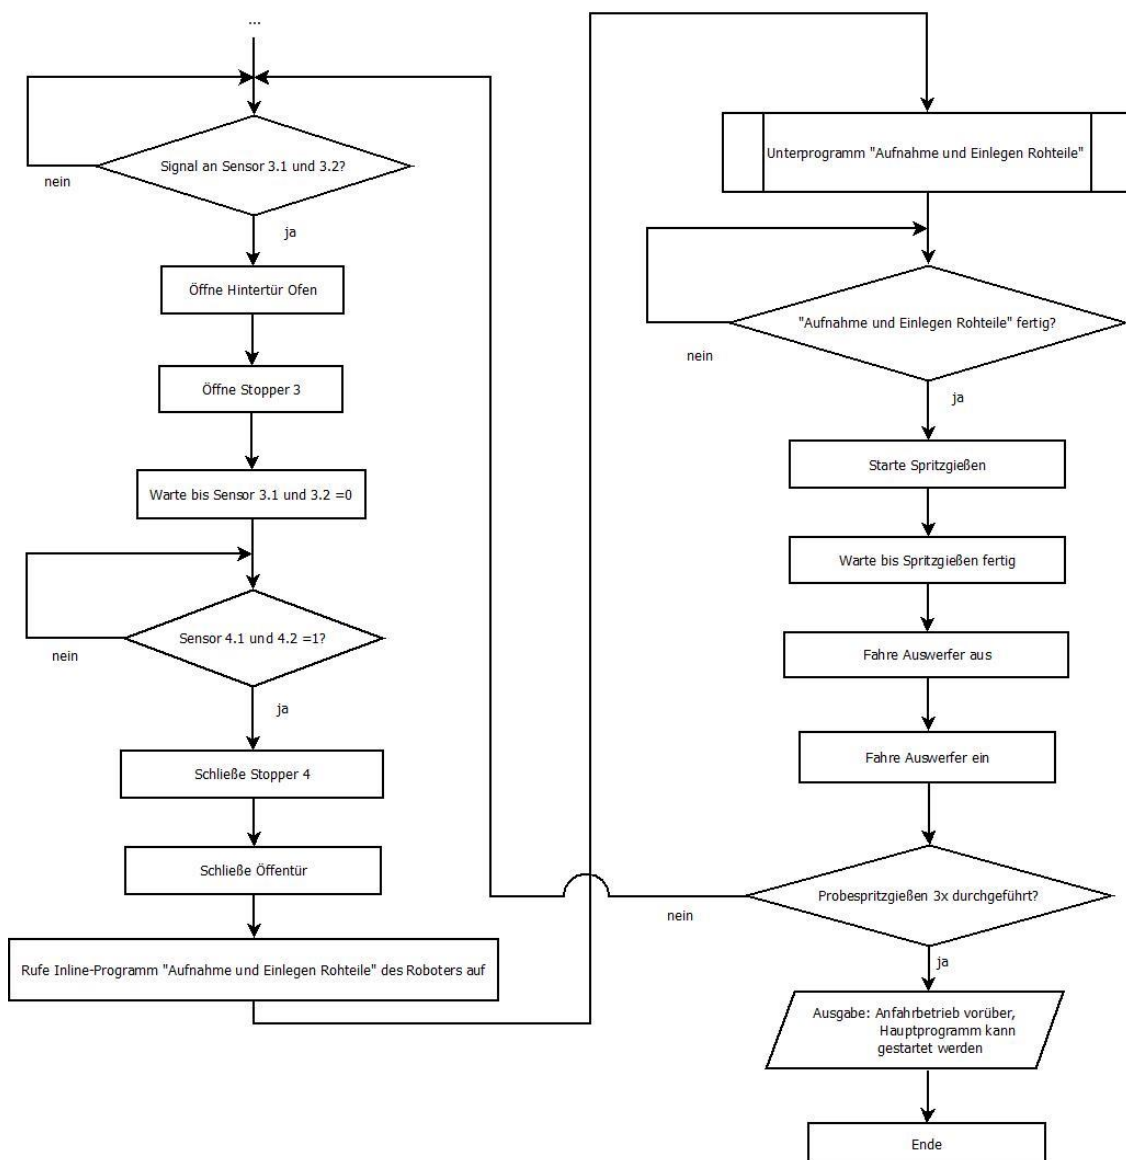 ...
Signal an Sensor 3.1 und 3.2?
nein
ja
Öffne Hintertür Ofen
Öffne Stopper 3
Warte bis Sensor 3.1 und 3.2 =0
Sensor 4.1 und 4.2 =1?
nein
ja
Schließe Stopper 4
Schließe Öffentür
Rufe Inline-Programm "Aufnahme und Einlegen Rohteile" des Roboters auf
Unterprogramm "Aufnahme und Einlegen Rohteile"
"Aufnahme und Einlegen Rohteile" fertig?
nein
ja
Starte Spritzgießen
Warte bis Spritzgießen fertig
Fahre Auswerfer aus
Fahre Auswerfer ein
Probespritzgießen 3x durchgeführt?
nein
ja
Ausgabe: Anfahrbetrieb vorüber,
Hauptprogramm kann
gestartet werden
Ende